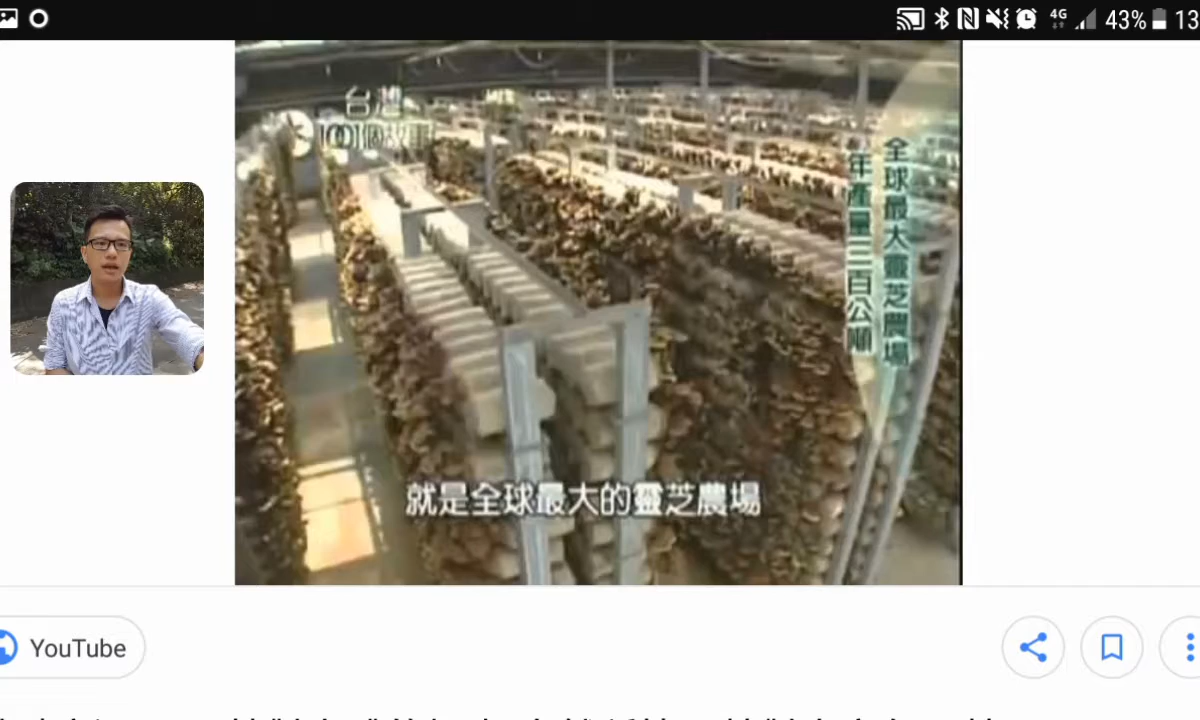 4G 43% 13
台灣
1001個故事
全球最大靈芝農場
年產量三百公噸
就是全球最大的靈芝農場
YouTube